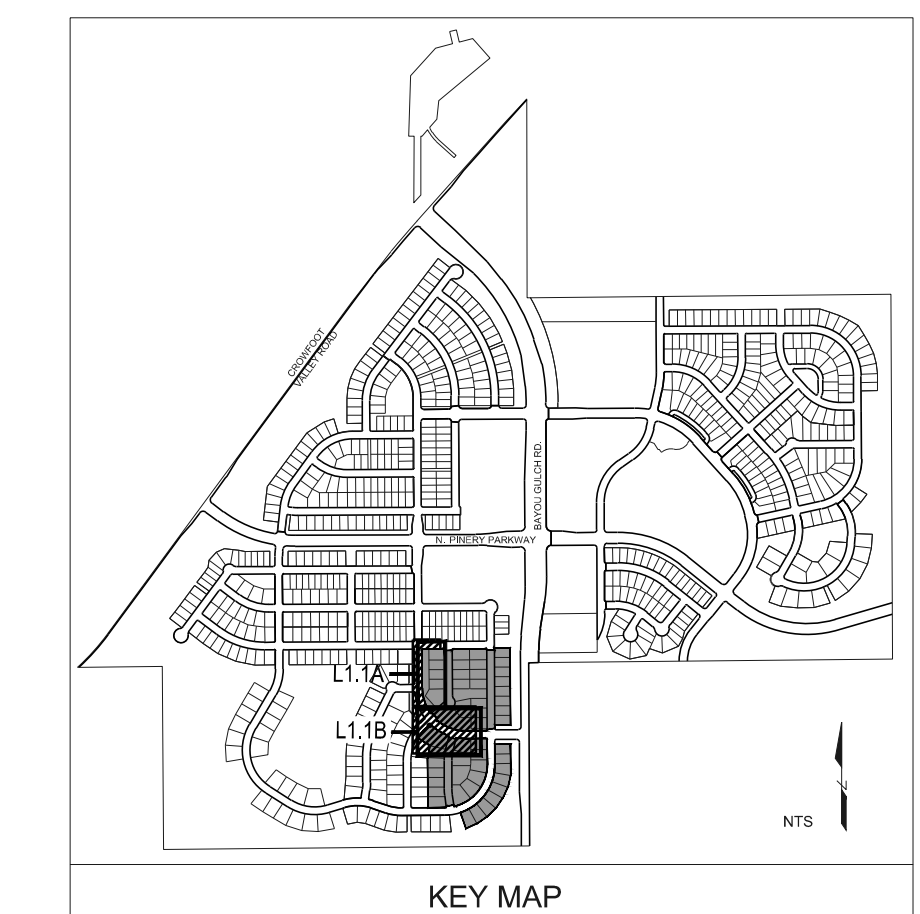 CROWFOOT
VALLEY ROAD
BAYOU GULCH RD.
N. PINERY PARKWAY
L1.1A
L1.1B
N
NTS
KEY MAP